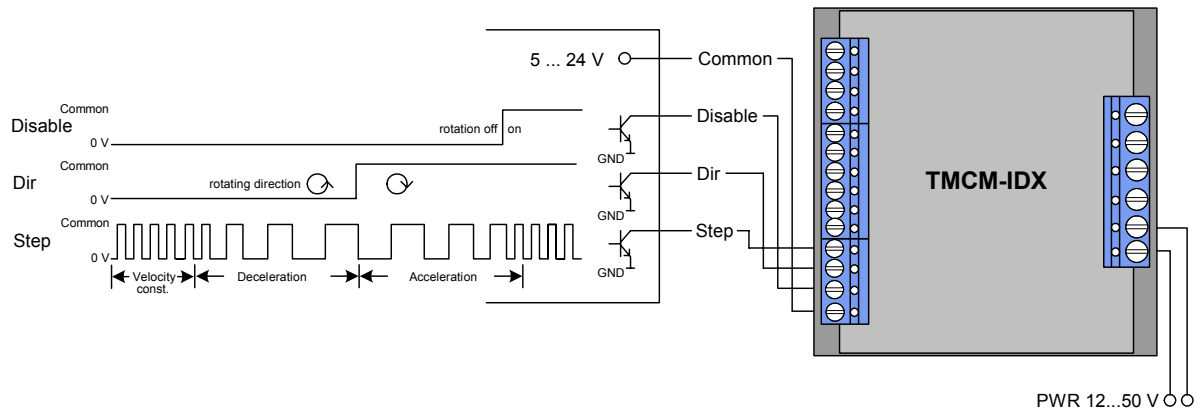 5 ... 24 V
Common
Common
Disable
0 V
rotation off on
GND
Disable
Common
Dir
0 V
rotating direction
GND
Dir
Common
Step
0 V
GND
Step
Velocity
const.
Deceleration
Acceleration
TMCM-IDX
PWR 12...50 V